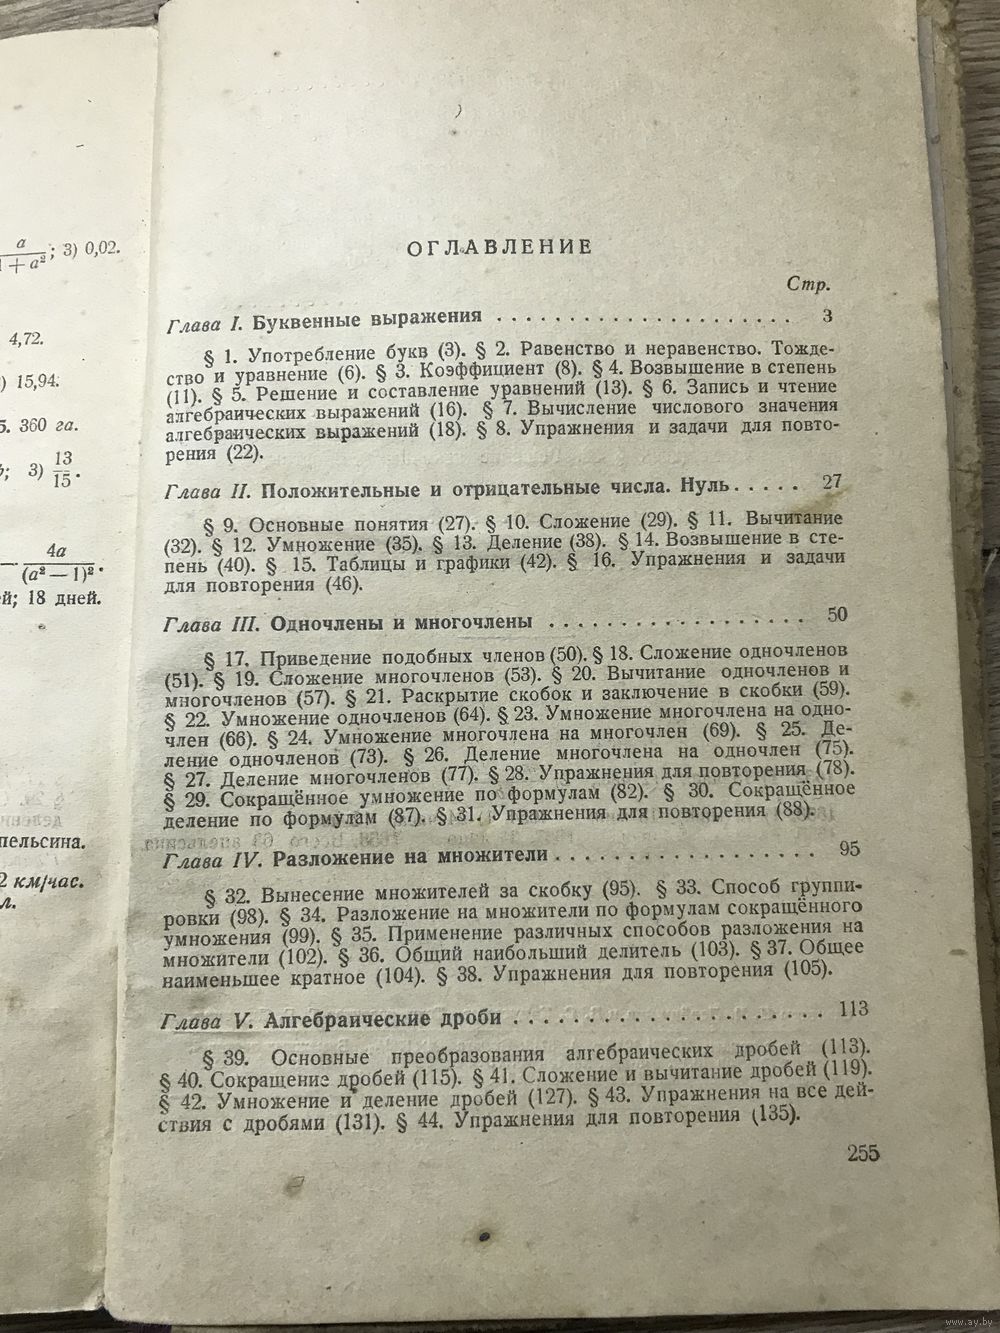 a
1 + a² ; 3) 0,02.
4,72.
) 15,94.
5. 360 га.
; 3) 13
15 .
4a
— (a² — 1)² .
й; 18 дней.
пельсина.
2 км/час.
л.
ОГЛАВЛЕНИЕ
Стр.
Глава I. Буквенные выражения . . . . . . . . . . . . . . . . . . . . 3
§ 1. Употребление букв (3). § 2. Равенство и неравенство. Тожде-
ство и уравнение (6). § 3. Коэффициент (8). § 4. Возвышение в степень
(11). § 5. Решение и составление уравнений (13). § 6. Запись и чтение
алгебраических выражений (16). § 7. Вычисление числового значения
алгебраических выражений (18). § 8. Упражнения и задачи для повто-
рения (22).
Глава II. Положительные и отрицательные числа. Нуль . . . . . 27
§ 9. Основные понятия (27). § 10. Сложение (29). § 11. Вычитание
(32). § 12. Умножение (35). § 13. Деление (38). § 14. Возвышение в сте-
пень (40). § 15. Таблицы и графики (42). § 16. Упражнения и задачи
для повторения (46).
Глава III. Одночлены и многочлены . . . . . . . . . . . . . . . . . . 50
§ 17. Приведение подобных членов (50). § 18. Сложение одночленов
(51). § 19. Сложение многочленов (53). § 20. Вычитание одночленов и
многочленов (57). § 21. Раскрытие скобок и заключение в скобки (59).
§ 22. Умножение одночленов (64). § 23. Умножение многочлена на одно-
член (66). § 24. Умножение многочлена на многочлен (69). § 25. Де-
ление одночленов (73). § 26. Деление многочлена на одночлен (75).
§ 27. Деление многочленов (77). § 28. Упражнения для повторения (78).
§ 29. Сокращённое умножение по формулам (82). § 30. Сокращённое
деление по формулам (87). § 31. Упражнения для повторения (88).
Глава IV. Разложение на множители . . . . . . . . . . . . . . . . . . 95
§ 32. Вынесение множителей за скобку (95). § 33. Способ группи-
ровки (98). § 34. Разложение на множители по формулам сокращённого
умножения (99). § 35. Применение различных способов разложения на
множители (102). § 36. Общий наибольший делитель (103). § 37. Общее
наименьшее кратное (104). § 38. Упражнения для повторения (105).
Глава V. Алгебраические дроби . . . . . . . . . . . . . . . . . . . . . 113
§ 39. Основные преобразования алгебраических дробей (113).
§ 40. Сокращение дробей (115). § 41. Сложение и вычитание дробей (119).
§ 42. Умножение и деление дробей (127). § 43. Упражнения на все дей-
ствия с дробями (131). § 44. Упражнения для повторения (135).
255
www.ay.by